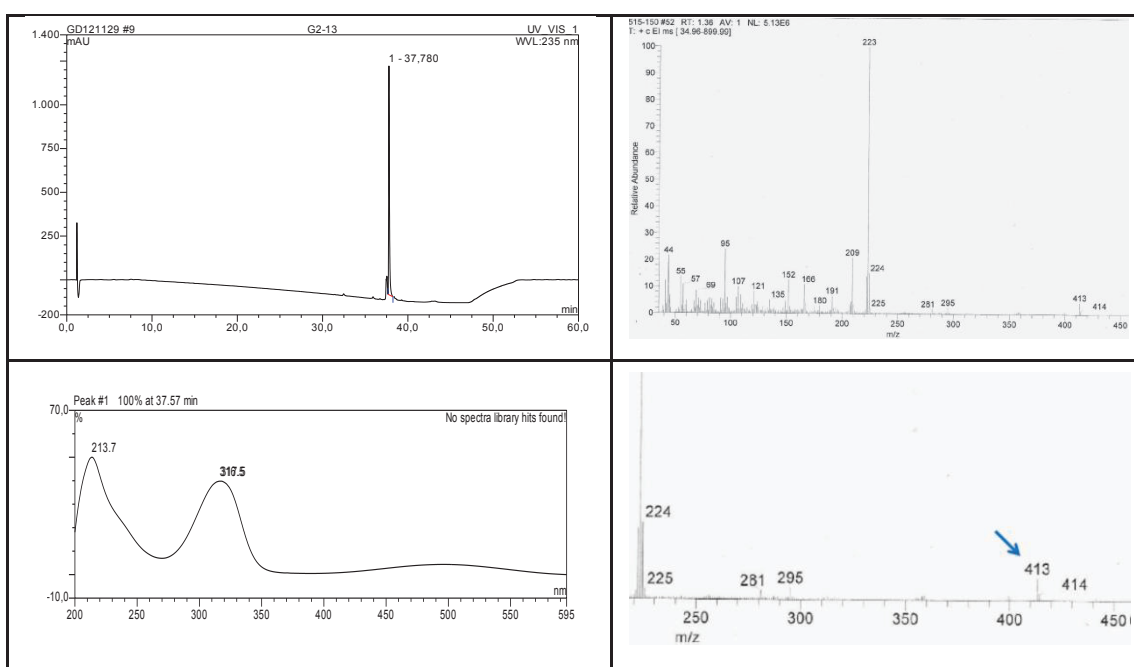 GD121129 #9 G2-13 UV_VIS_1
mAU WVL:235 nm
1.400
1 - 37,780
1.000
750
500
250
-200
min
0,0 10,0 20,0 30,0 40,0 50,0 60,0
515-150 #52 RT: 1.36 AV: 1 NL: 5.13E6
T: + c EI ms [ 34.96-899.99]
223
100
90
80
70
60
50
40
30
20
10
0
Relative Abundance
44
55
57
69
95
107
121
135
152
166
180
191
209
224
225
281
295
413
414
50 100 150 200 250 300 350 400 450
m/z
Peak #1 100% at 37.57 min
70,0
%
No spectra library hits found!
213.7
-10,0
nm
200 250 300 350 400 450 500 550 595
224
225
281
295
413
414
250 300 350 400 450
m/z